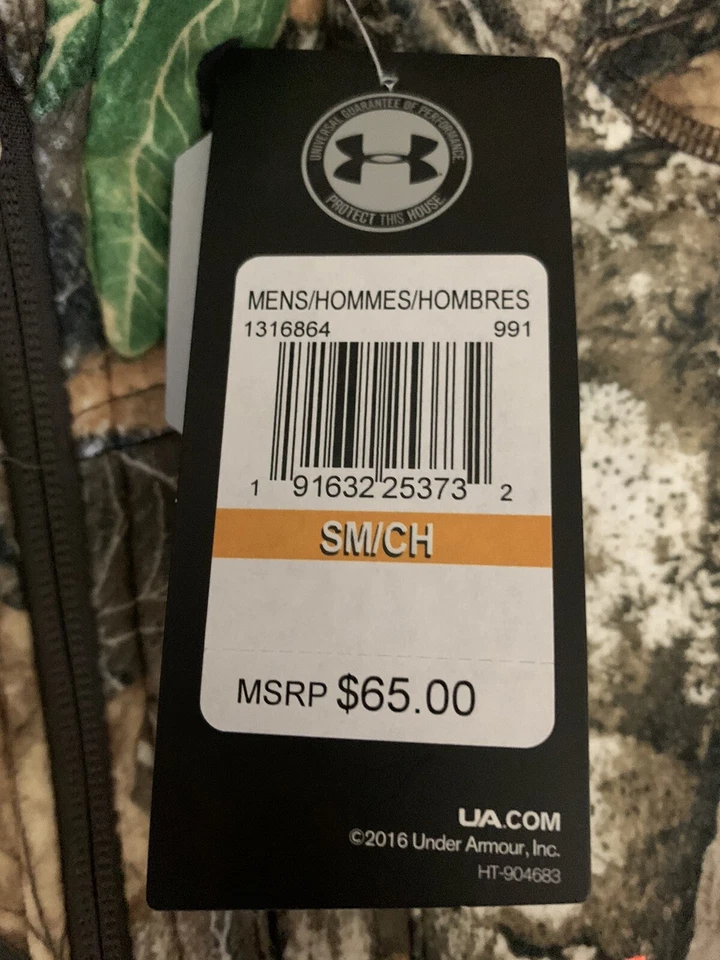 UNIVERSAL GUARANTEE OF PERFORMANCE
PROTECT THIS HOUSE
MENS/HOMMES/HOMBRES
1316864 991
1 91632 25373 2
SM/CH
MSRP $65.00
UA.COM
©2016 Under Armour, Inc.
HT-904683